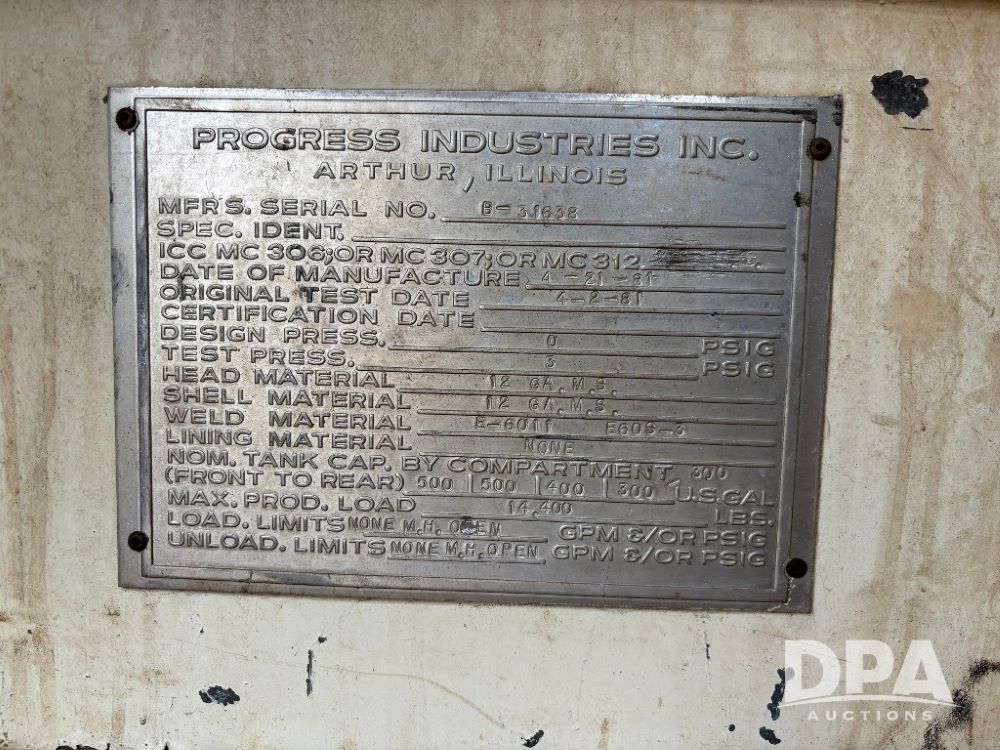 PROGRESS INDUSTRIES INC.
ARTHUR, ILLINOIS
MFR'S. SERIAL NO. B-31638
SPEC. IDENT.
ICC MC 306; OR MC 307; OR MC 312
DATE OF MANUFACTURE 4-21-81
ORIGINAL TEST DATE 4-2-81
CERTIFICATION DATE
DESIGN PRESS. 0 PSIG
TEST PRESS. 3 PSIG
HEAD MATERIAL 12 GA. M.S.
SHELL MATERIAL 12 GA. M.S.
WELD MATERIAL E-6011 E60S-3
LINING MATERIAL NONE
NOM. TANK CAP. BY COMPARTMENT 300
(FRONT TO REAR) 500 500 400 300 U.S.GAL
MAX. PROD. LOAD 14,400 LBS.
LOAD. LIMITS NONE M.H. OPEN GPM &/OR PSIG
UNLOAD. LIMITS NONE M.H. OPEN GPM &/OR PSIG
DPA
AUCTIONS